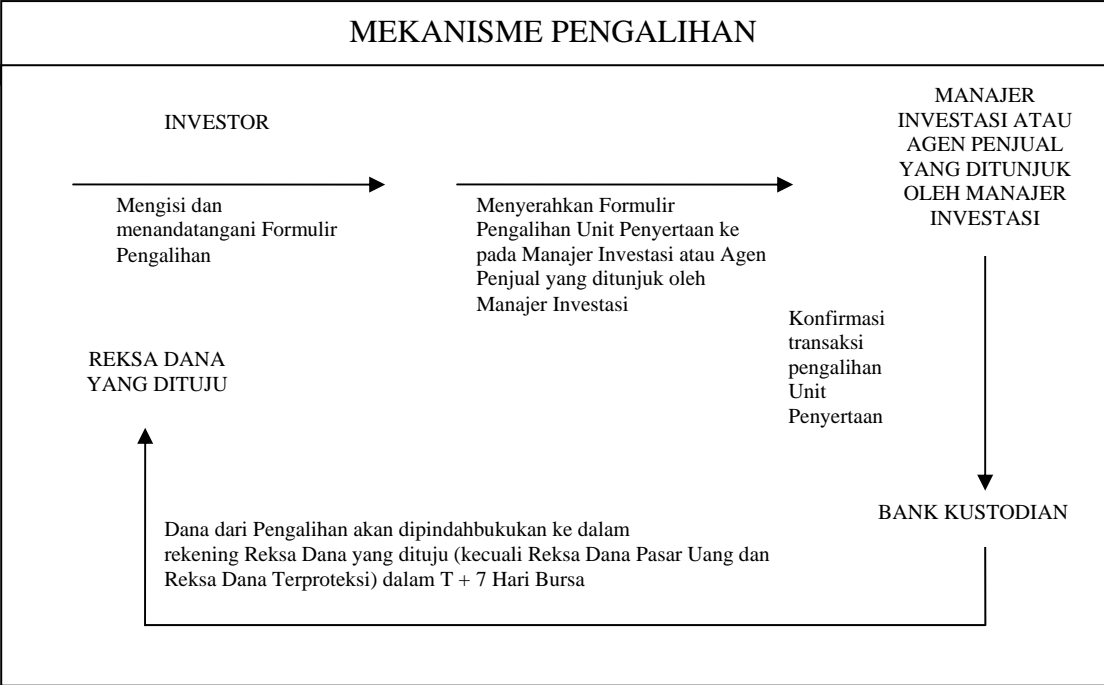 MEKANISME PENGALIHAN
INVESTOR
Mengisi dan
menandatangani Formulir
Pengalihan
Menyerahkan Formulir
Pengalihan Unit Penyertaan ke
pada Manajer Investasi atau Agen
Penjual yang ditunjuk oleh
Manajer Investasi
MANAJER
INVESTASI ATAU
AGEN PENJUAL
YANG DITUNJUK
OLEH MANAJER
INVESTASI
Konfirmasi
transaksi
pengalihan
Unit
Penyertaan
BANK KUSTODIAN
Dana dari Pengalihan akan dipindahbukukan ke dalam
rekening Reksa Dana yang dituju (kecuali Reksa Dana Pasar Uang dan
Reksa Dana Terproteksi) dalam T + 7 Hari Bursa
REKSA DANA
YANG DITUJU